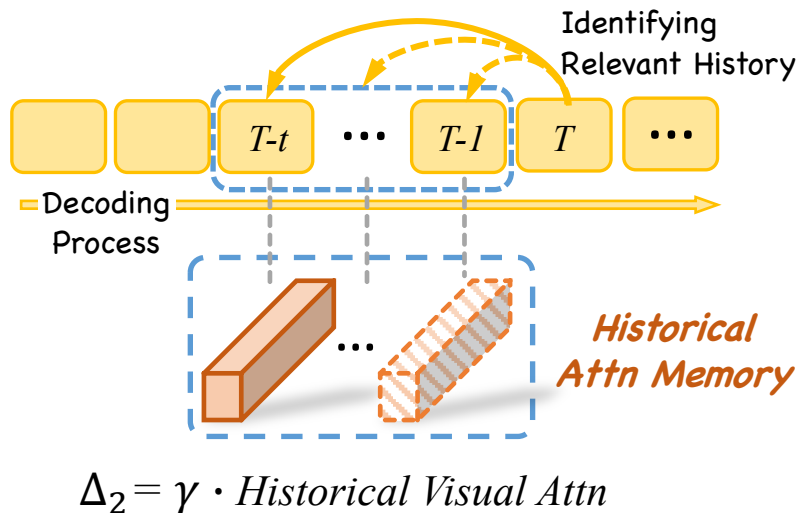 Identifying
Relevant History
T-t ··· T-1 T ···
Decoding
Process
···
Historical
Attn Memory
Δ₂ = γ · Historical Visual Attn